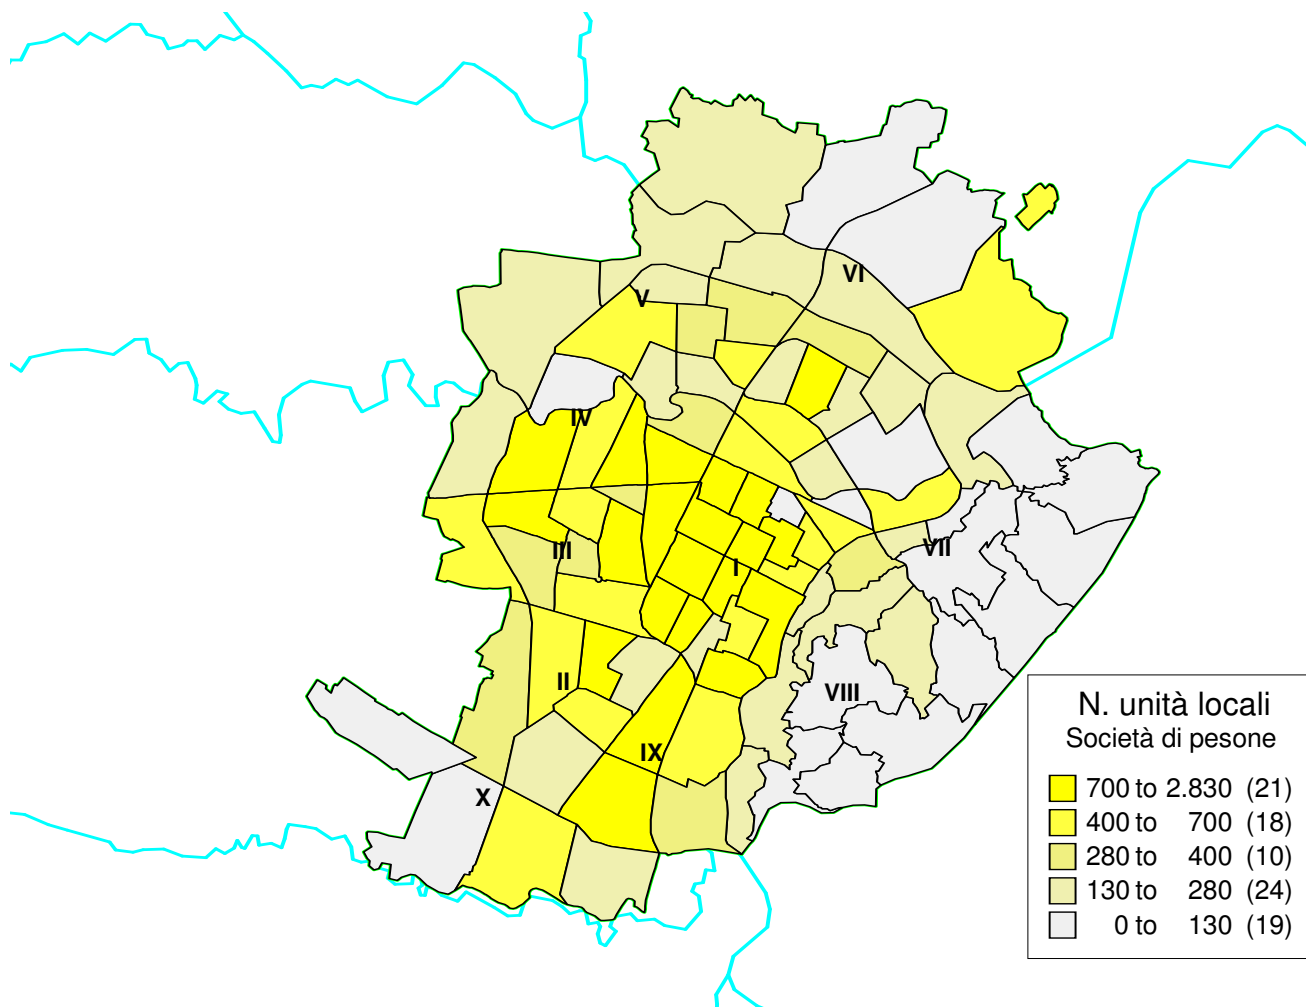 VI
V
IV
III
VII
I
II
VIII
IX
X
N. unità locali
Società di pesone
700 to 2.830 (21)
400 to 700 (18)
280 to 400 (10)
130 to 280 (24)
0 to 130 (19)